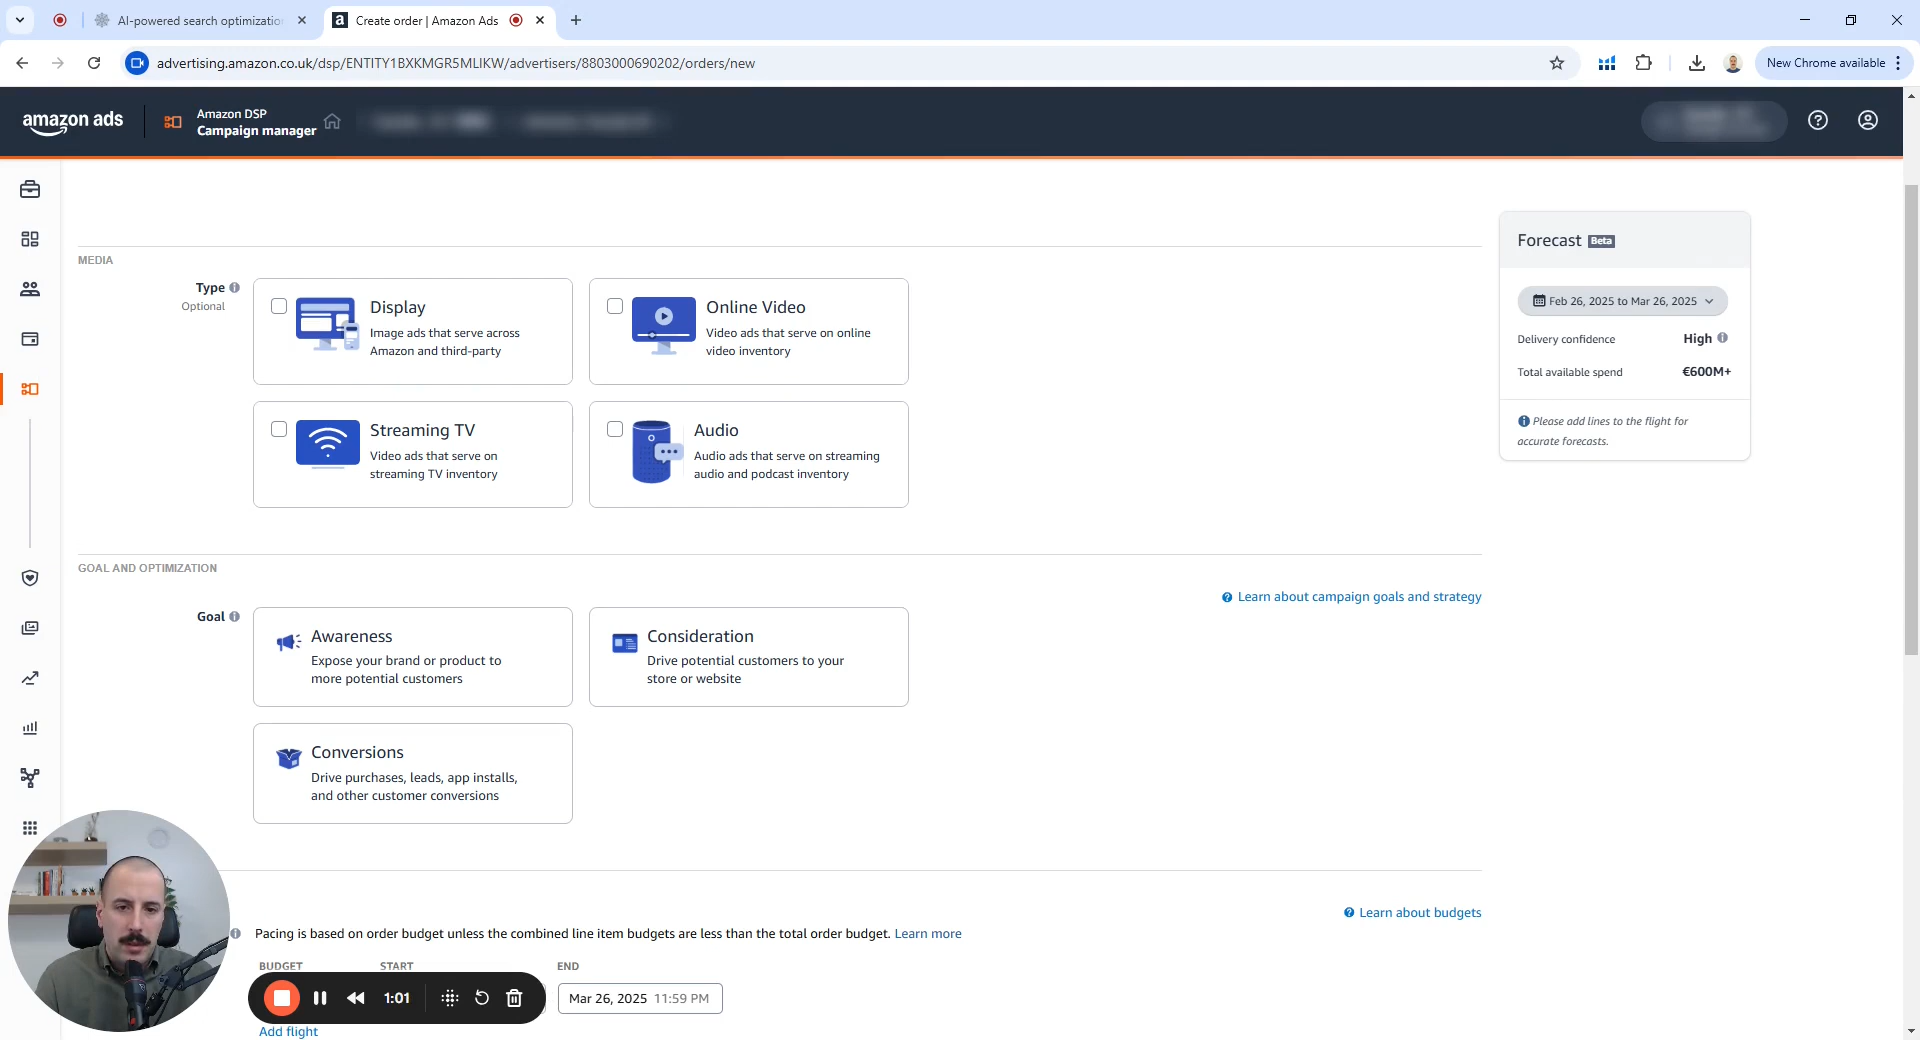 AI-powered search optimizatio
Create order | Amazon Ads
advertising.amazon.co.uk/dsp/ENTITY1BXKMGR5MLIKW/advertisers/8803000690202/orders/new
New Chrome available
amazon ads
Amazon DSP
Campaign manager
MEDIA
Type
Optional
Display
Image ads that serve across
Amazon and third-party
Online Video
Video ads that serve on online
video inventory
Streaming TV
Video ads that serve on
streaming TV inventory
Audio
Audio ads that serve on streaming
audio and podcast inventory
Forecast Beta
Feb 26, 2025 to Mar 26, 2025
Delivery confidence High
Total available spend €600M+
Please add lines to the flight for
accurate forecasts.
GOAL AND OPTIMIZATION
Learn about campaign goals and strategy
Goal
Awareness
Expose your brand or product to
more potential customers
Consideration
Drive potential customers to your
store or website
Conversions
Drive purchases, leads, app installs,
and other customer conversions
Learn about budgets
Pacing is based on order budget unless the combined line item budgets are less than the total order budget. Learn more
BUDGET START END
1:01
Mar 26, 2025 11:59 PM
Add flight